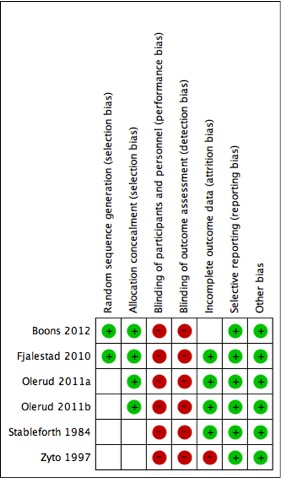 Random sequence generation (selection bias)
Allocation concealment (selection bias)
Blinding of participants and personnel (performance bias)
Blinding of outcome assessment (detection bias)
Incomplete outcome data (attrition bias)
Selective reporting (reporting bias)
Other bias
Boons 2012 + + - - + +
Fjalestad 2010 + + - - + + +
Olerud 2011a + - - + + +
Olerud 2011b + - - + + +
Stableforth 1984 - - + + +
Zyto 1997 - - - + +